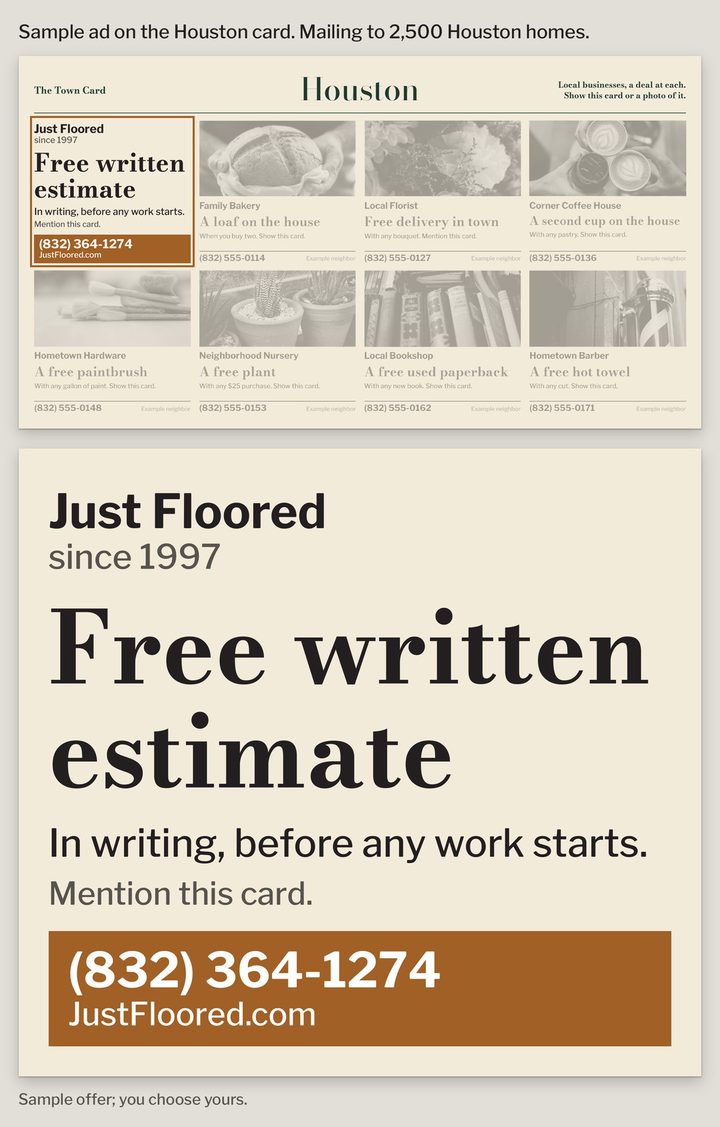 Sample ad on the Houston card. Mailing to 2,500 Houston homes.
The Town Card
Houston
Local businesses, a deal at each.
Show this card or a photo of it.
Just Floored
since 1997
Free written
estimate
In writing, before any work starts.
Mention this card.
(832) 364-1274
JustFloored.com
Family Bakery
A loaf on the house
When you buy two. Show this card.
(832) 555-0114
Example neighbor
Local Florist
Free delivery in town
With any bouquet. Mention this card.
(832) 555-0127
Example neighbor
Corner Coffee House
A second cup on the house
With any pastry. Show this card.
(832) 555-0136
Example neighbor
Hometown Hardware
A free paintbrush
With any gallon of paint. Show this card.
(832) 555-0148
Example neighbor
Neighborhood Nursery
A free plant
With any $25 purchase. Show this card.
(832) 555-0153
Example neighbor
Local Bookshop
A free used paperback
With any new book. Show this card.
(832) 555-0162
Example neighbor
Hometown Barber
A free hot towel
With any cut. Show this card.
(832) 555-0171
Example neighbor
Just Floored
since 1997
Free written
estimate
In writing, before any work starts.
Mention this card.
(832) 364-1274
JustFloored.com
Sample offer; you choose yours.